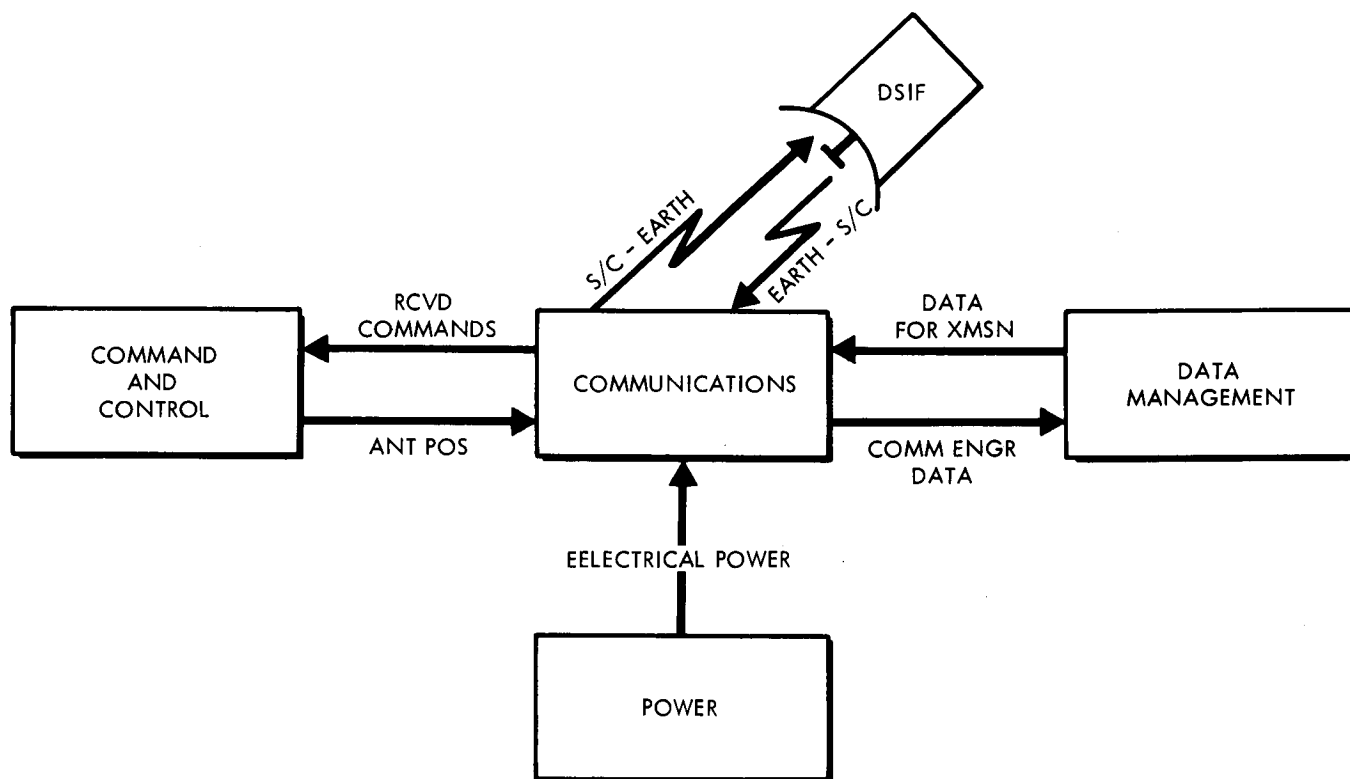 DSIF
S/C - EARTH
EARTH - S/C
RCVD
COMMANDS
DATA
FOR XMSN
COMMAND
AND
CONTROL
COMMUNICATIONS
DATA
MANAGEMENT
ANT POS
COMM ENGR
DATA
EELECTRICAL POWER
POWER